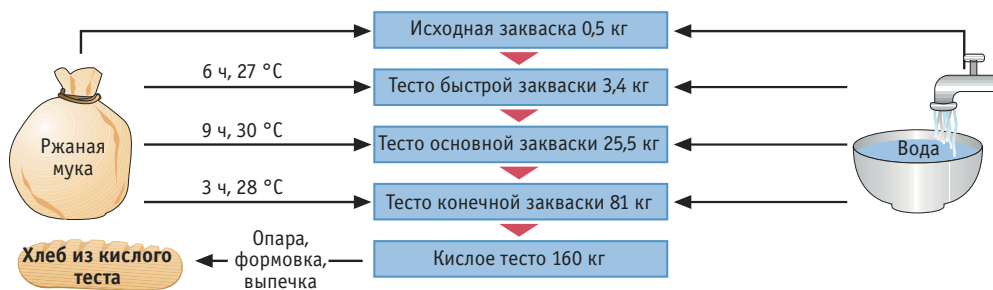 Исходная закваска 0,5 кг
6 ч, 27 °C
Тесто быстрой закваски 3,4 кг
9 ч, 30 °C
Тесто основной закваски 25,5 кг
Ржаная
мука
Вода
3 ч, 28 °C
Тесто конечной закваски 81 кг
Хлеб из кислого
теста
Опара,
формовка,
выпечка
Кислое тесто 160 кг